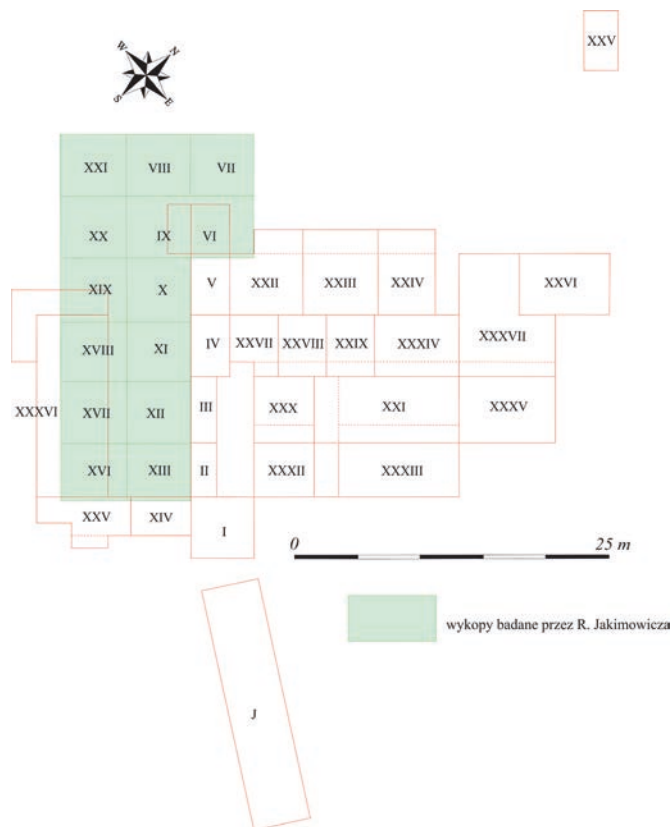 XXV
W
N
S
E
XXI VIII VII
XX IX VI
XIX X V XXII XXIII XXIV XXVI
XVIII XI IV XXVII XXVIII XXIX XXXIV XXXVII
XXXVI XVII XII III XXX XXI XXXV
XVI XIII II XXXII XXXIII
XXV XIV I
0 25 m
wykopy badane przez R. Jakimowicza
J